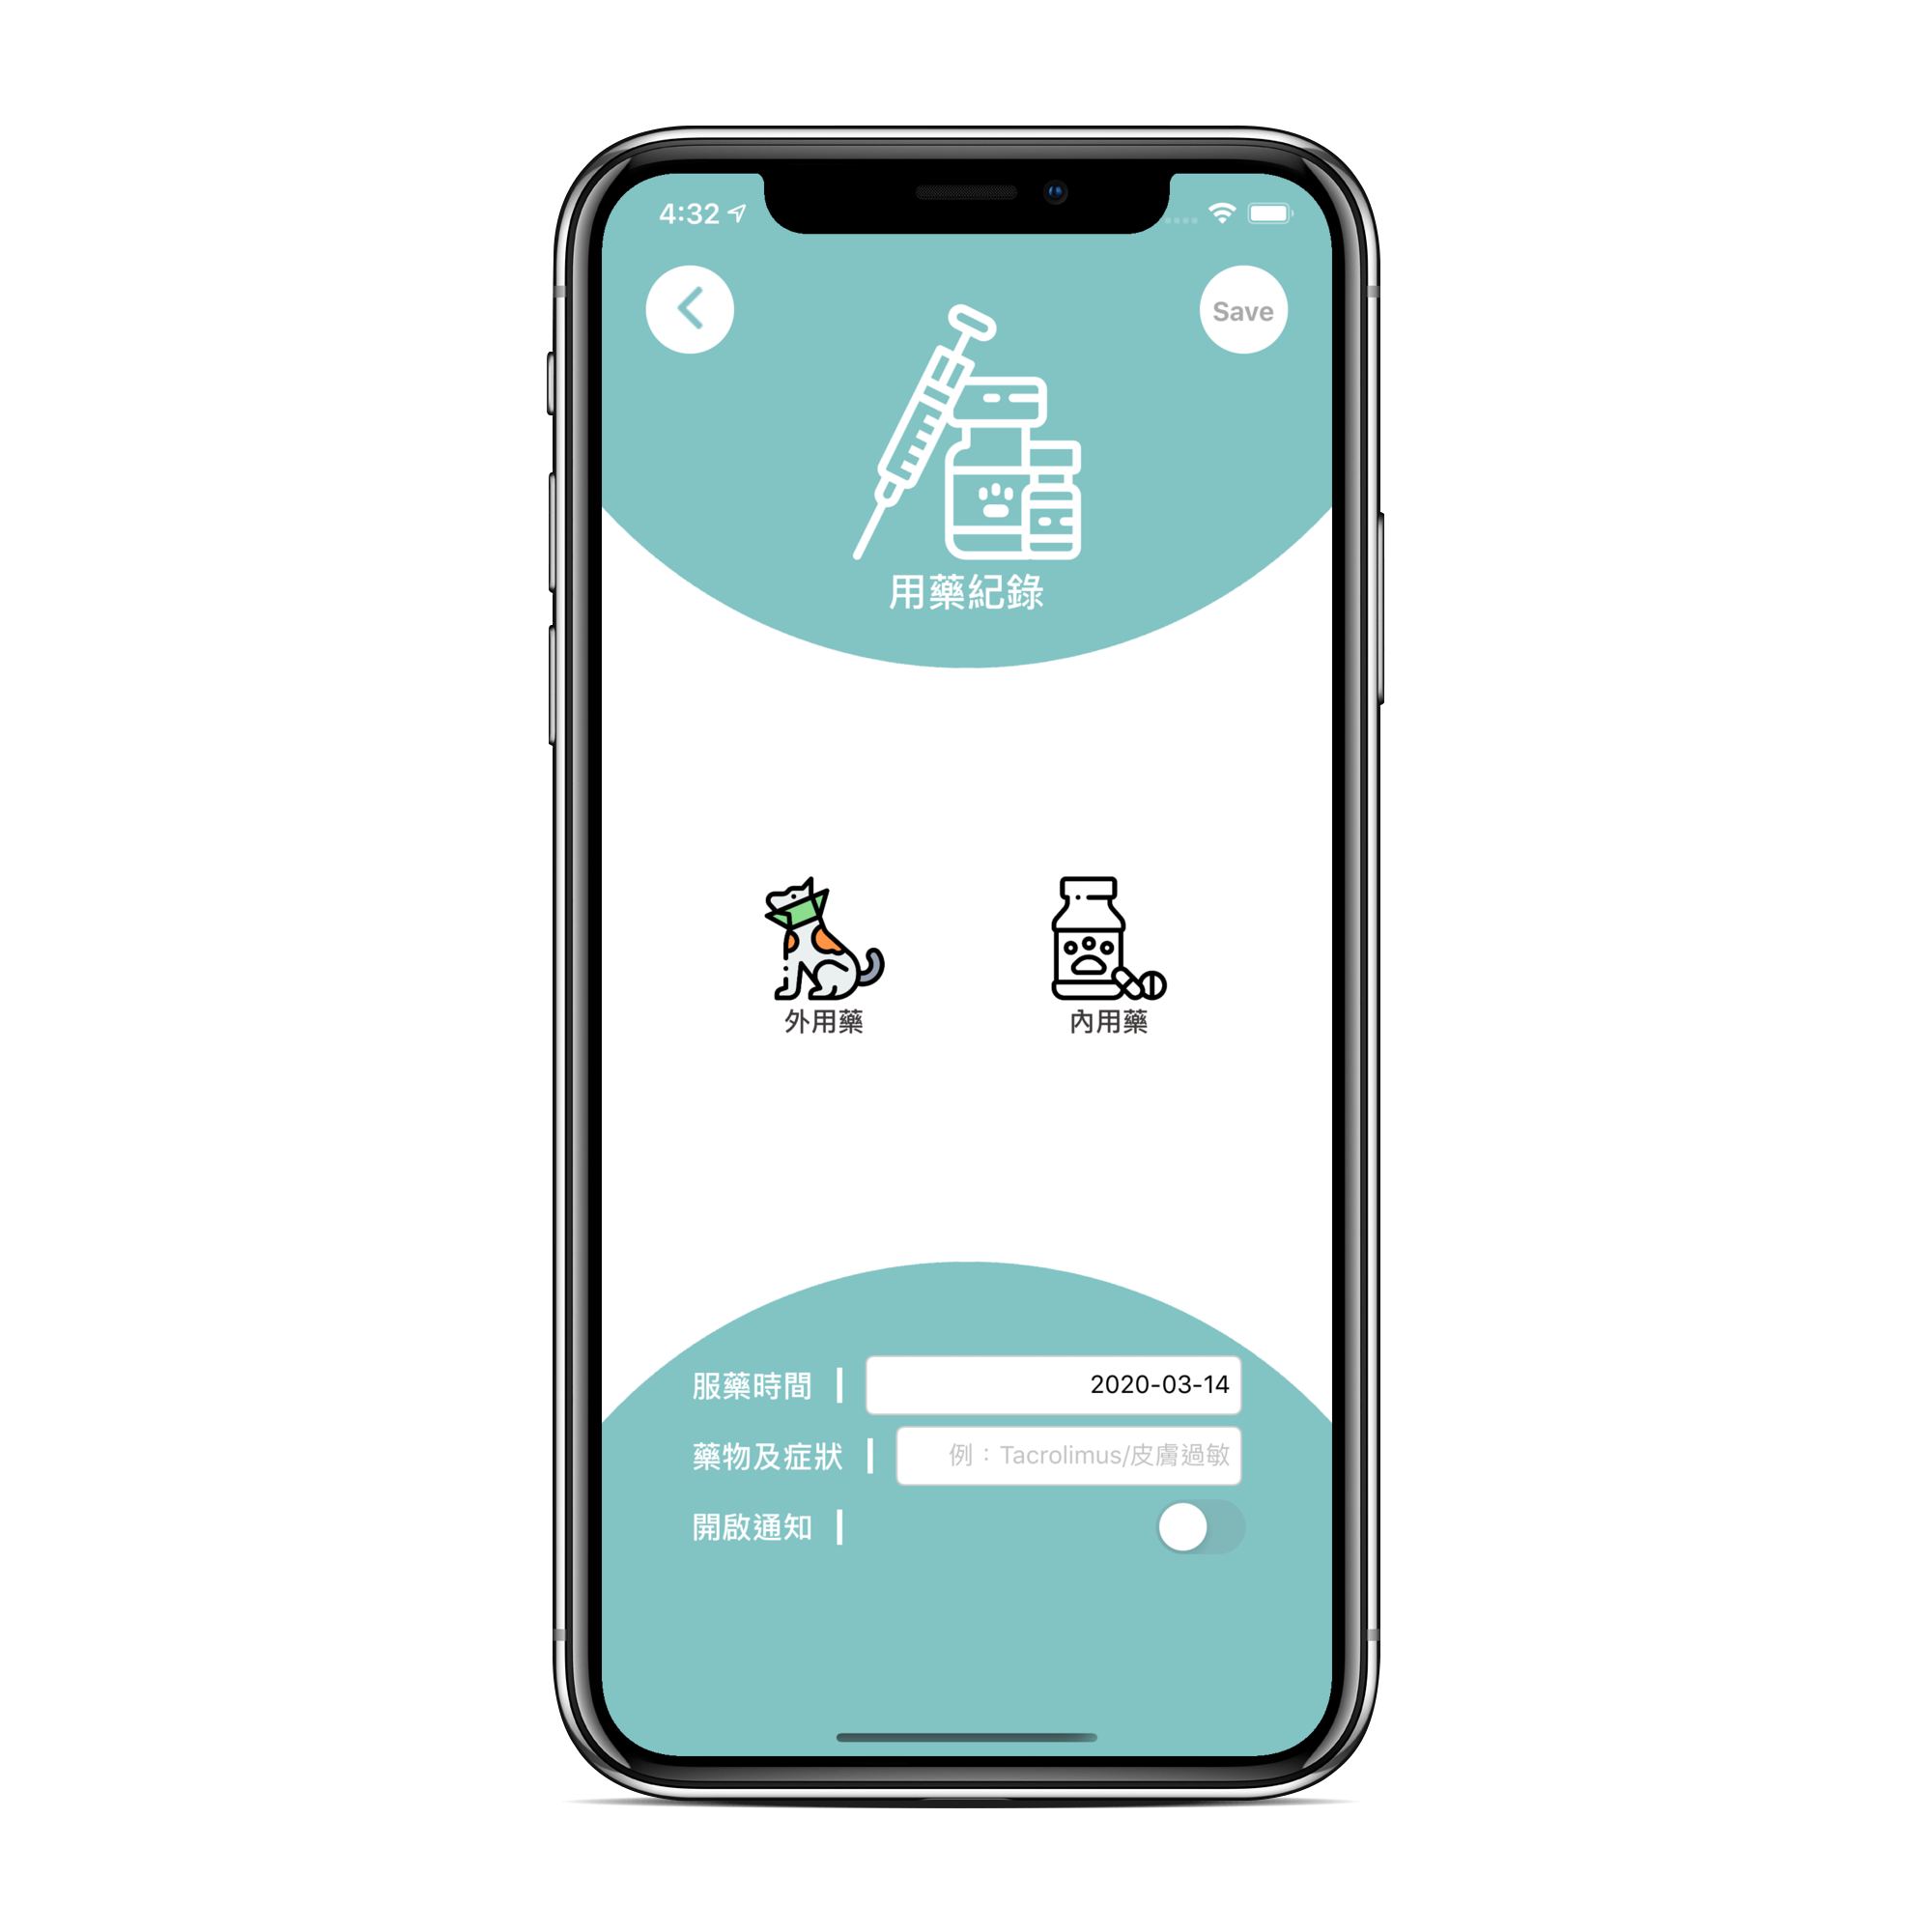 4:32
Save
用藥紀錄
外用藥
內用藥
服藥時間 | 2020-03-14
藥物及症狀 | 例：Tacrolimus/皮膚過敏
開啟通知 |